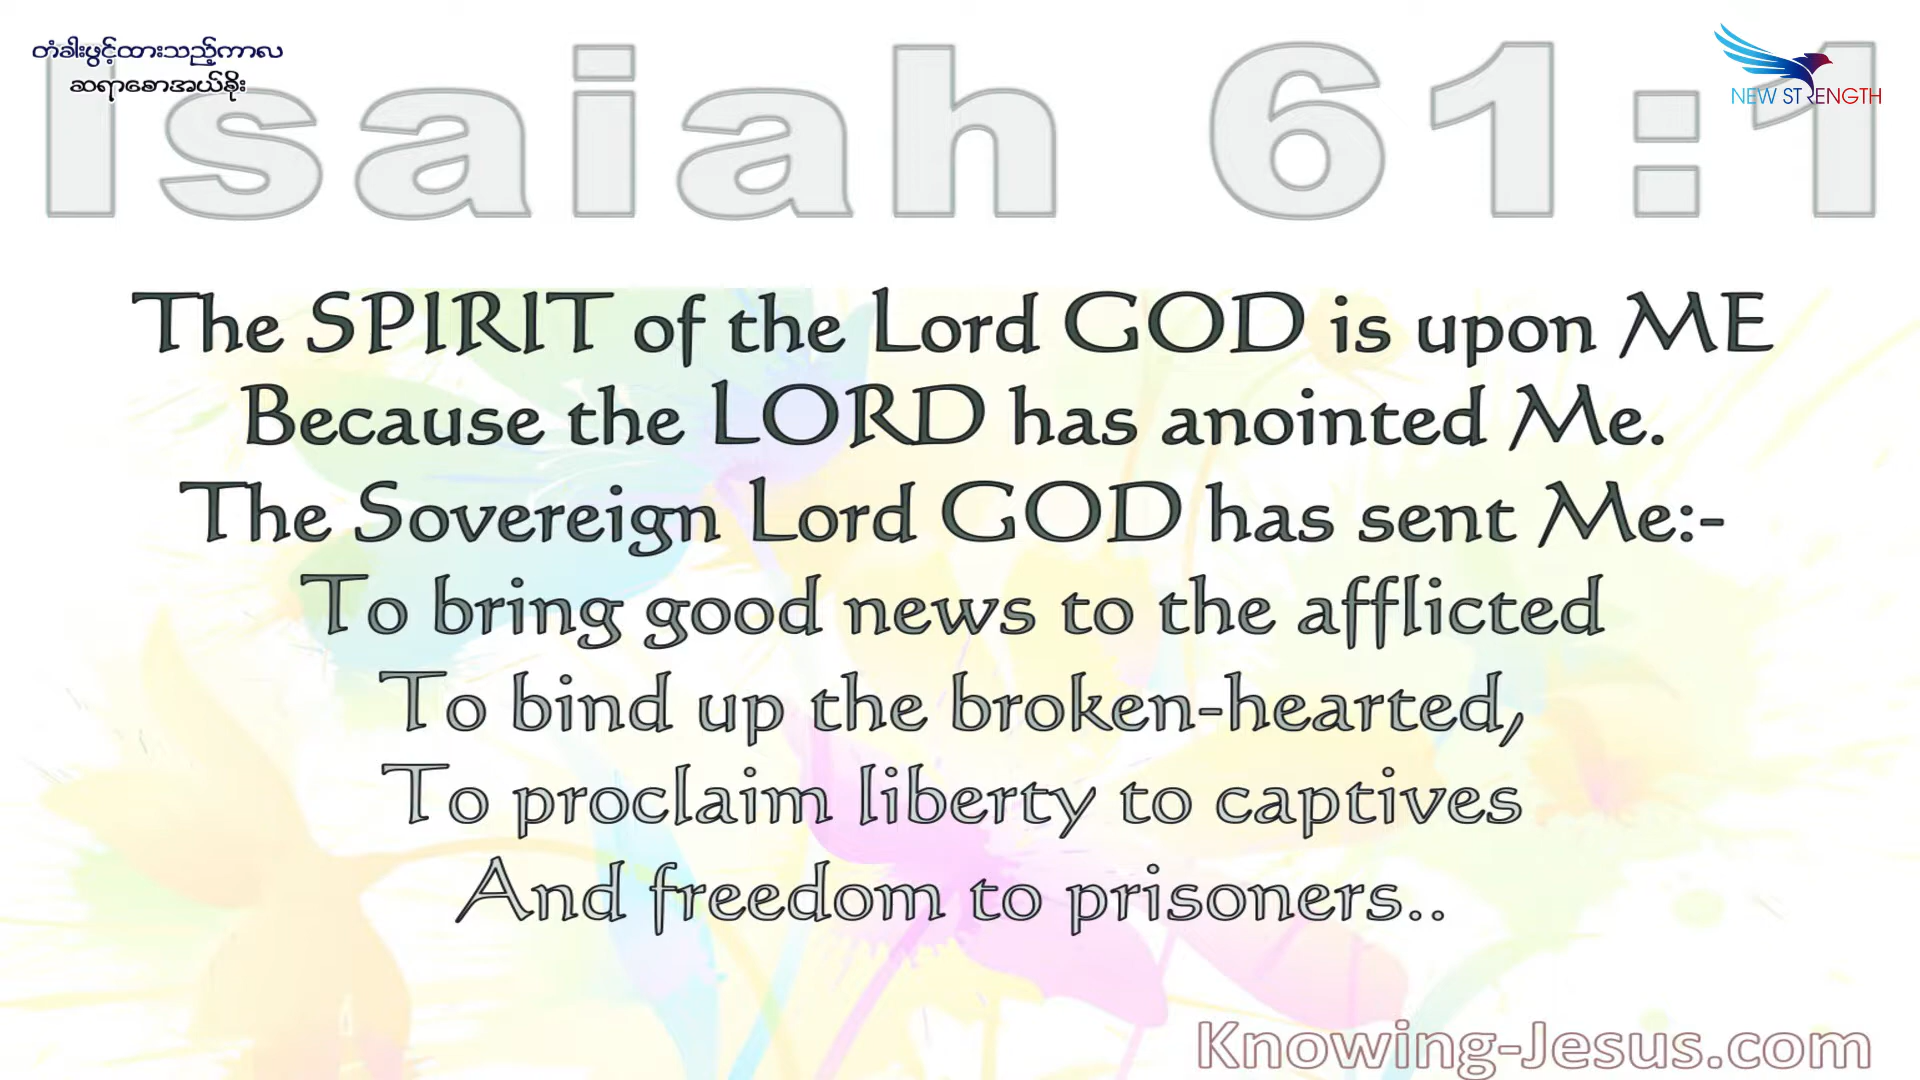 တံခါးဖွင့်ထားသည့်ကာလ
ဆရာစောအယ်ခိုး
NEW STRENGTH
Isaiah 61:1
The SPIRIT of the Lord GOD is upon ME
Because the LORD has anointed Me.
The Sovereign Lord GOD has sent Me:-
To bring good news to the afflicted
To bind up the broken-hearted,
To proclaim liberty to captives
And freedom to prisoners..
Knowing-Jesus.com